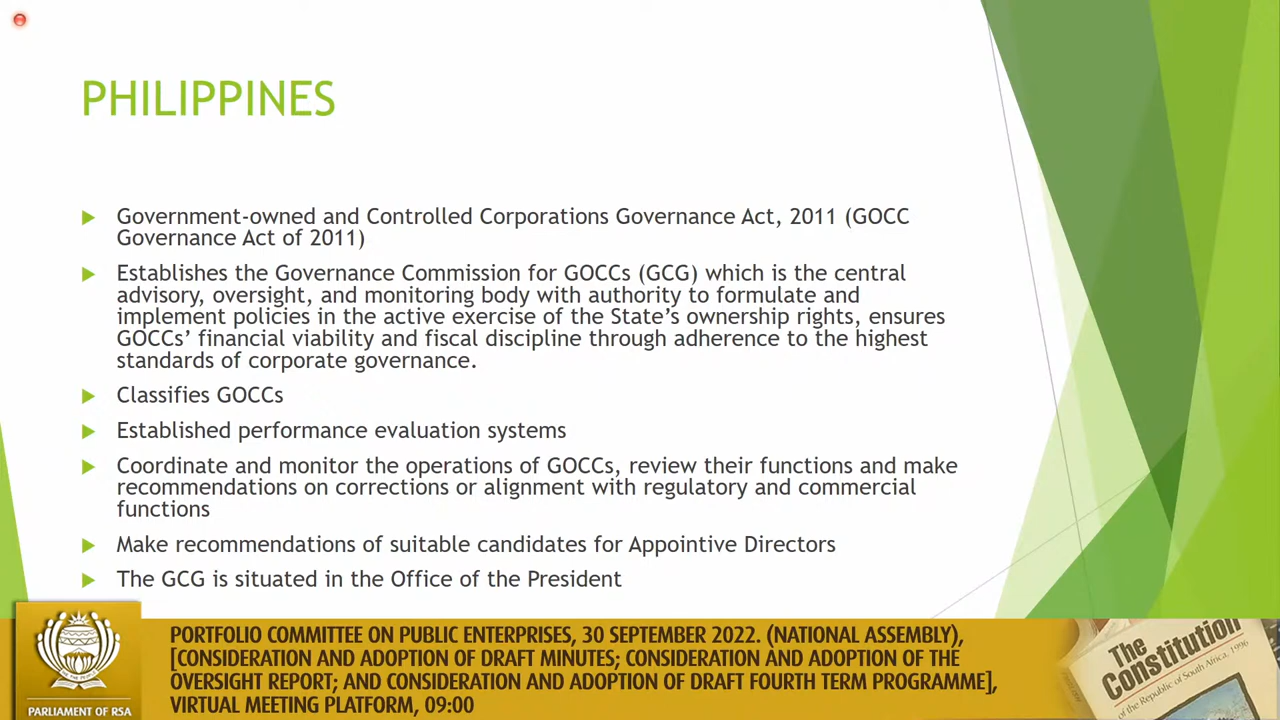 PHILIPPINES
Government-owned and Controlled Corporations Governance Act, 2011 (GOCC
Governance Act of 2011)
Establishes the Governance Commission for GOCCs (GCG) which is the central
advisory, oversight, and monitoring body with authority to formulate and
implement policies in the active exercise of the State's ownership rights, ensures
GOCCs' financial viability and fiscal discipline through adherence to the highest
standards of corporate governance.
Classifies GOCCs
Established performance evaluation systems
Coordinate and monitor the operations of GOCCs, review their functions and make
recommendations on corrections or alignment with regulatory and commercial
functions
Make recommendations of suitable candidates for Appointive Directors
The GCG is situated in the Office of the President
PORTFOLIO COMMITTEE ON PUBLIC ENTERPRISES, 30 SEPTEMBER 2022. (NATIONAL ASSEMBLY),
[CONSIDERATION AND ADOPTION OF DRAFT MINUTES; CONSIDERATION AND ADOPTION OF THE
OVERSIGHT REPORT; AND CONSIDERATION AND ADOPTION OF DRAFT FOURTH TERM PROGRAMME],
VIRTUAL MEETING PLATFORM, 09:00
PARLIAMENT OF RSA
The
Constitution
of the Republic of South Africa, 1996